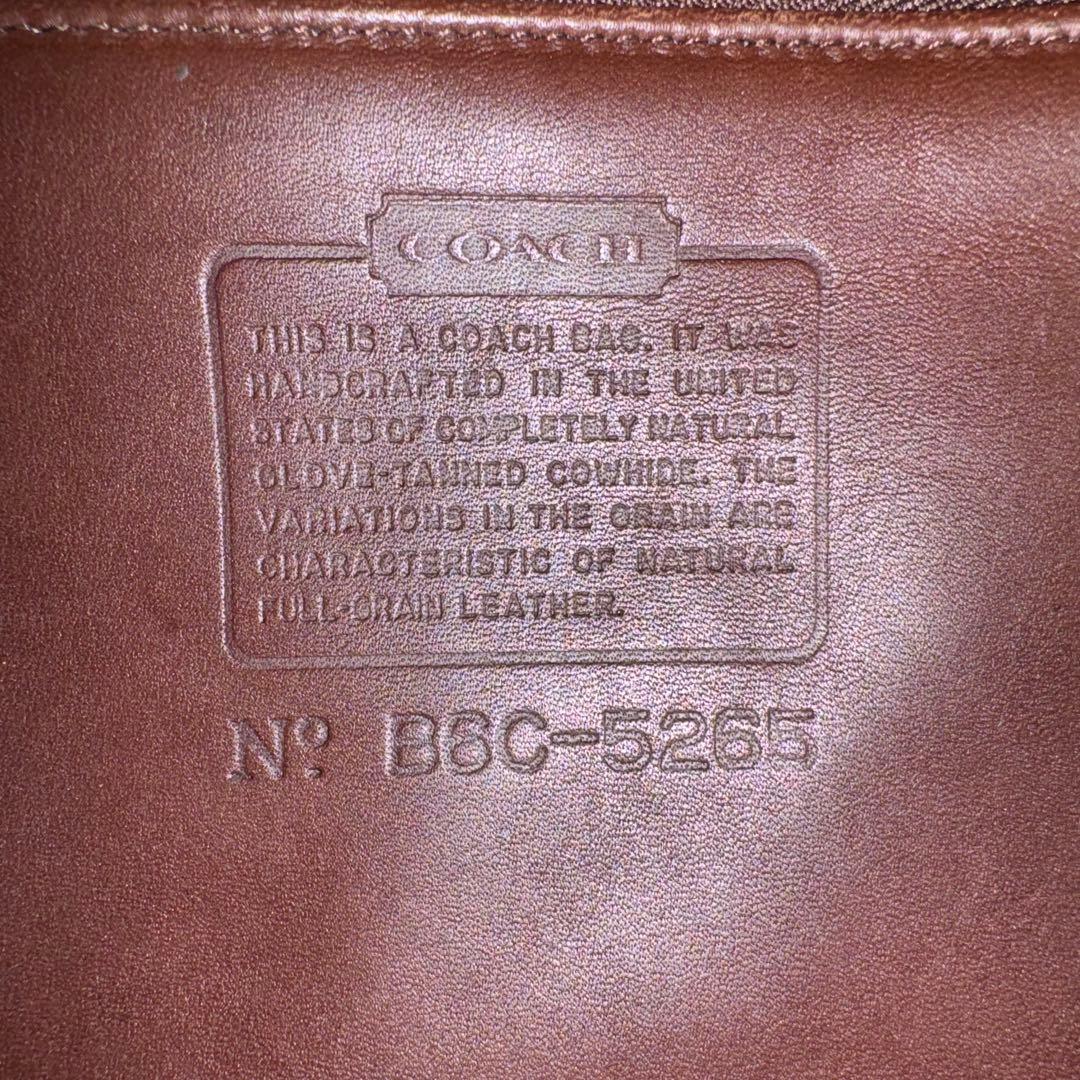 COACH
THIS IS A COACH BAG. IT WAS
HANDCRAFTED IN THE UNITED
STATES OF COMPLETELY NATURAL
GLOVE-TANNED COWHIDE. THE
VARIATIONS IN THE GRAIN ARE
CHARACTERISTIC OF NATURAL
FULL-GRAIN LEATHER.
Nº B6C-5265